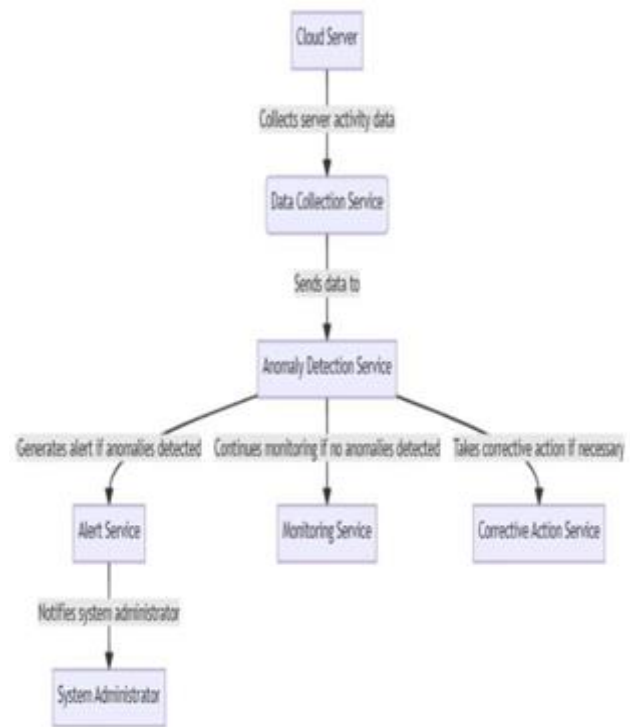 Cloud Server
Collects server activity data
Data Collection Service
Sends data to
Anomaly Detection Service
Generates alert if anomalies detected
Continues monitoring if no anomalies detected
Takes corrective action if necessary
Alert Service
Monitoring Service
Corrective Action Service
Notifies system administrator
System Administrator